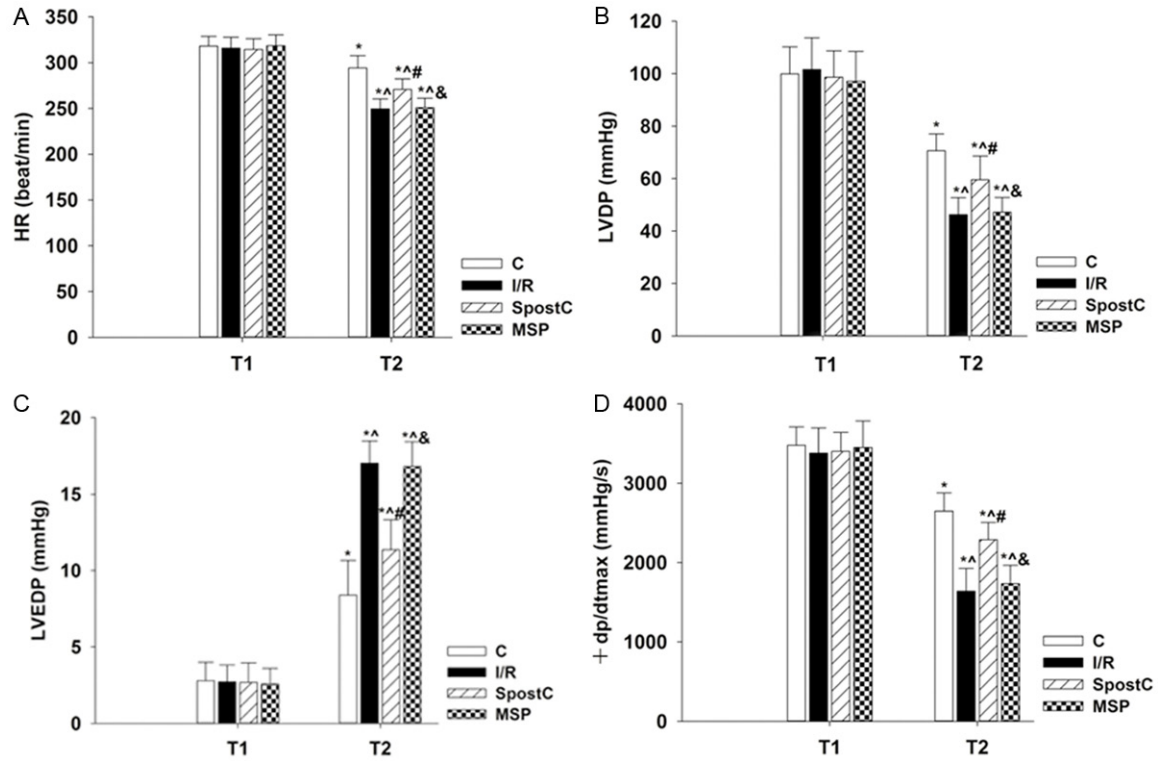 A
350
300
250
200
150
100
50
0
HR (beat/min)
*
*^
*^#
*^&
T1
T2
C
I/R
SpostC
MSP
B
120
100
80
60
40
20
0
LVDP (mmHg)
*
*^
*^#
*^&
T1
T2
C
I/R
SpostC
MSP
C
20
15
10
5
0
LVEDP (mmHg)
*
*^
*^#
*^&
T1
T2
C
I/R
SpostC
MSP
D
4000
3000
2000
1000
0
+ dp/dtmax (mmHg/s)
*
*^
*^#
*^&
T1
T2
C
I/R
SpostC
MSP